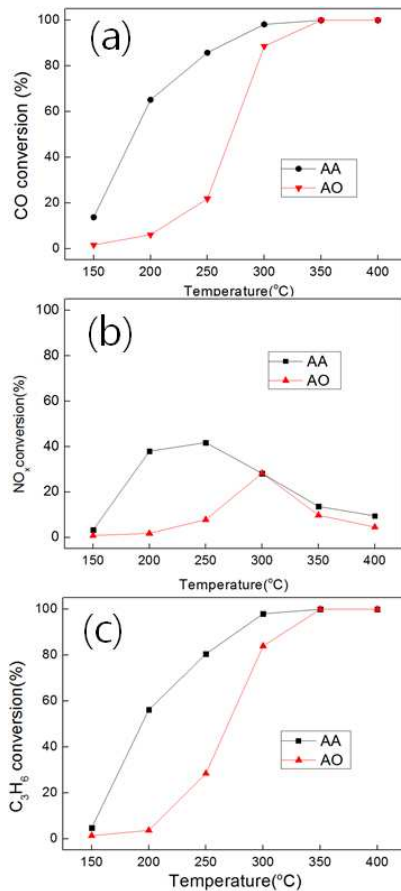 (a)
100
80
60
40
20
0
CO conversion (%)
AA
AO
150 200 250 300 350 400
Temperature(°C)
(b)
100
80
60
40
20
0
NOx conversion(%)
AA
AO
150 200 250 300 350 400
Temperature(°C)
(c)
100
80
60
40
20
0
C3H6 conversion(%)
AA
AO
150 200 250 300 350 400
Temperature(°C)